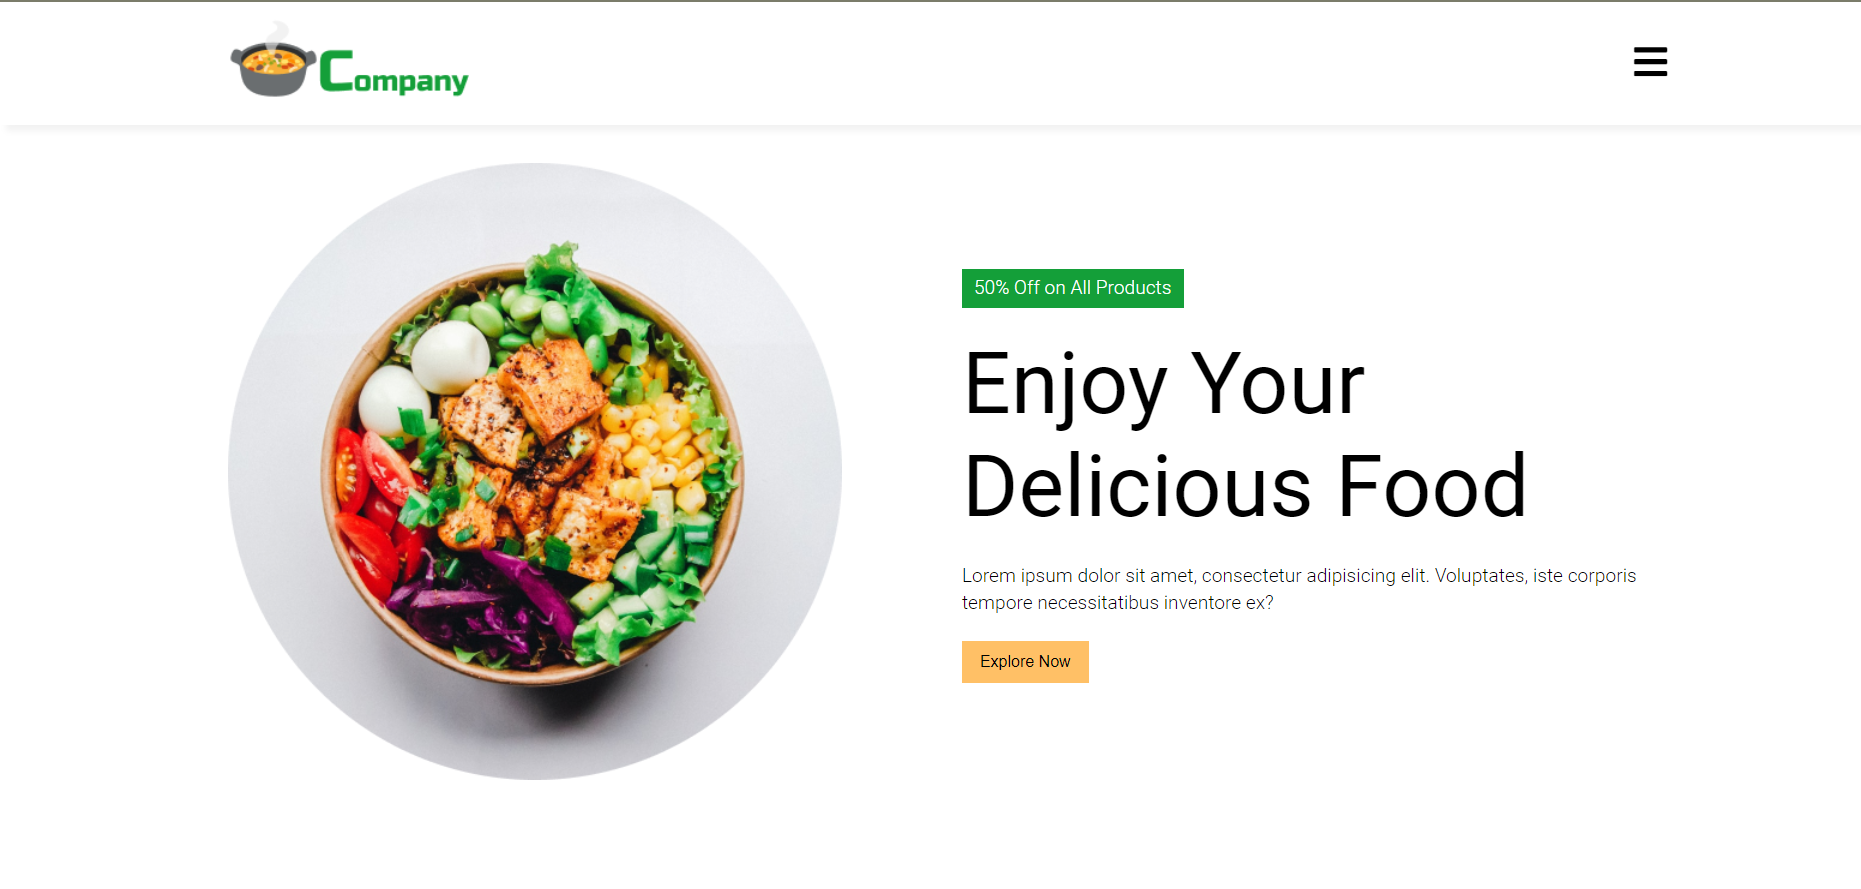 Company
50% Off on All Products
Enjoy Your
Delicious Food
Lorem ipsum dolor sit amet, consectetur adipisicing elit. Voluptates, iste corporis
tempore necessitatibus inventore ex?
Explore Now